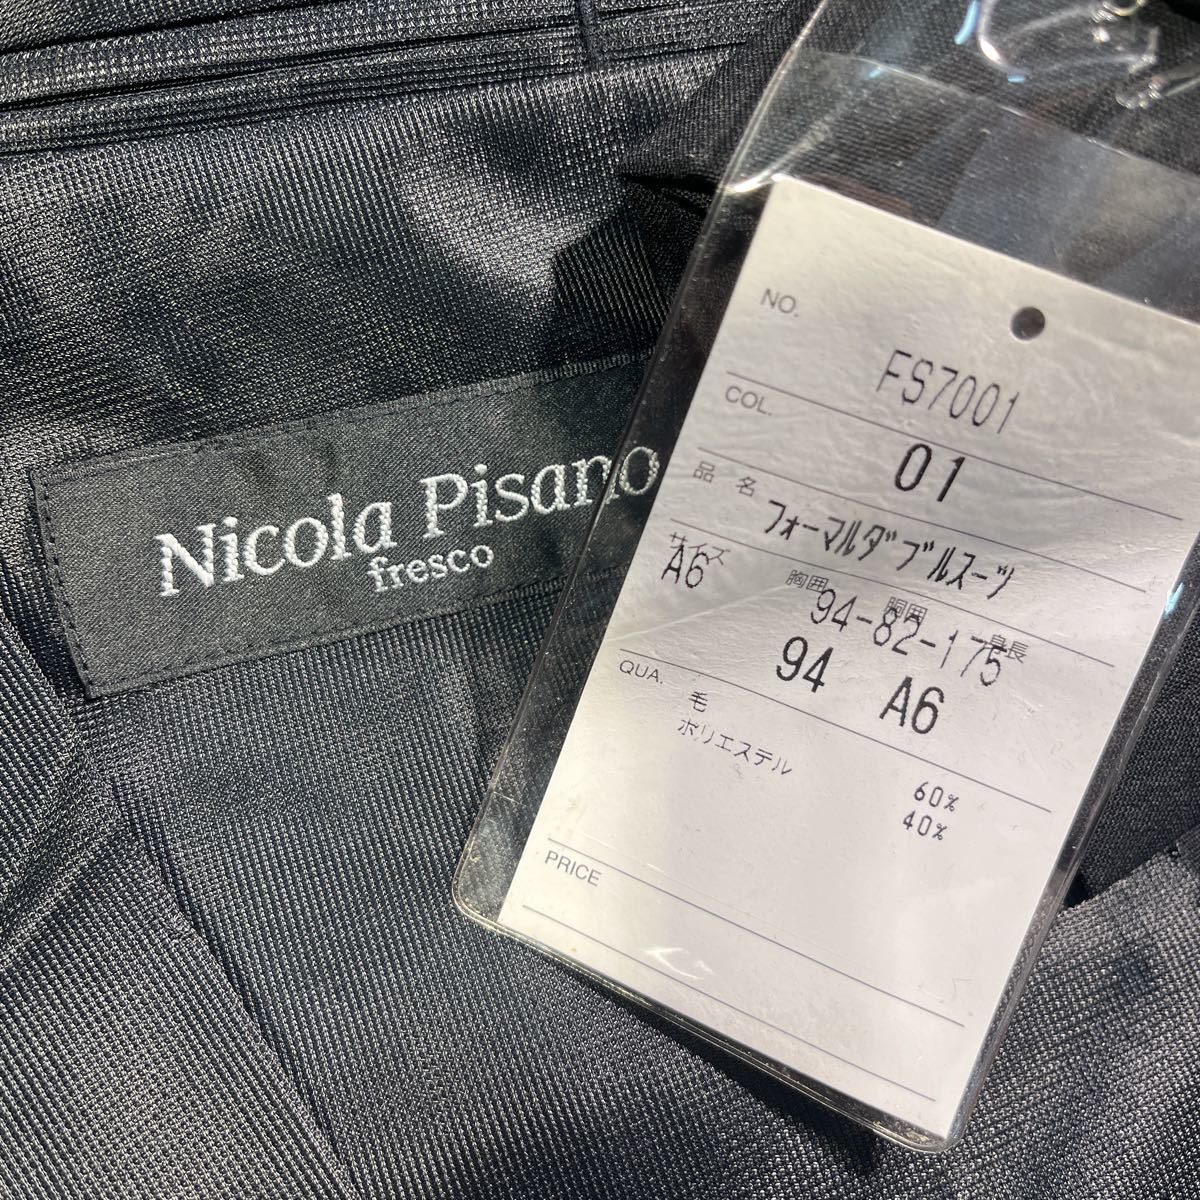 Nicola Pisano
fresco
NO.
FS7001
COL.
01
品 名
フォーマルダブルスーツ
サイズ 胸囲 胴囲 身長
A6 94-82-175
94 A6
QUA.
毛 60%
ポリエステル 40%
PRICE